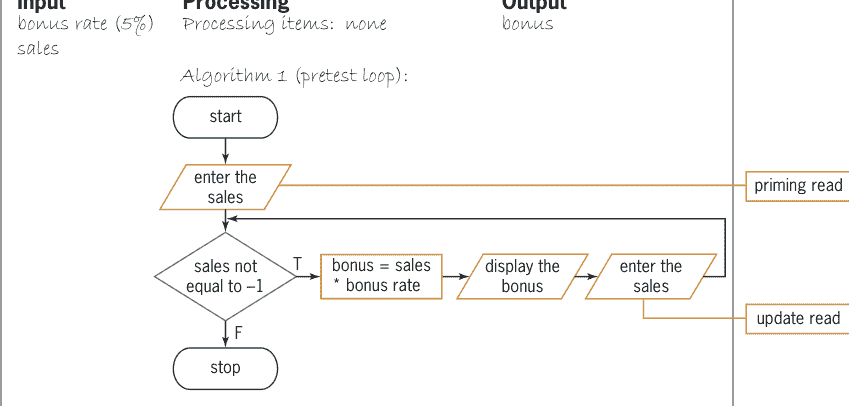 Input Processing Output
bonus rate (5%) Processing items: none bonus
sales
Algorithm 1 (pretest loop):
start
enter the
sales
priming read
sales not
equal to –1
T
bonus = sales
* bonus rate
display the
bonus
enter the
sales
F
update read
stop